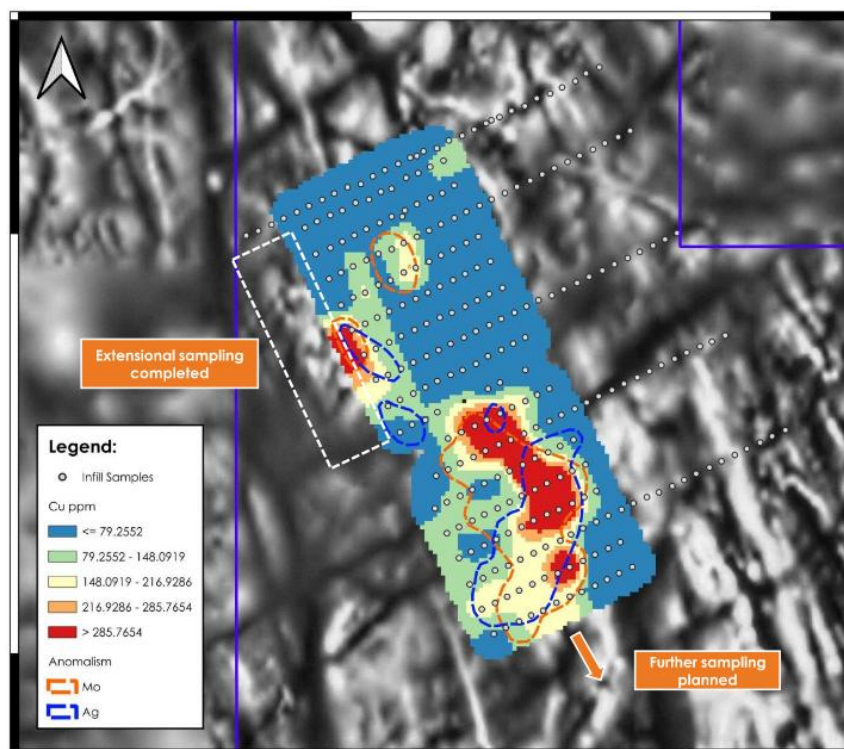 Extensional sampling
completed
Legend:
Infill Samples
Cu ppm
<= 79.2552
79.2552 - 148.0919
148.0919 - 216.9286
216.9286 - 285.7654
> 285.7654
Anomalism
Mo
Ag
Further sampling
planned